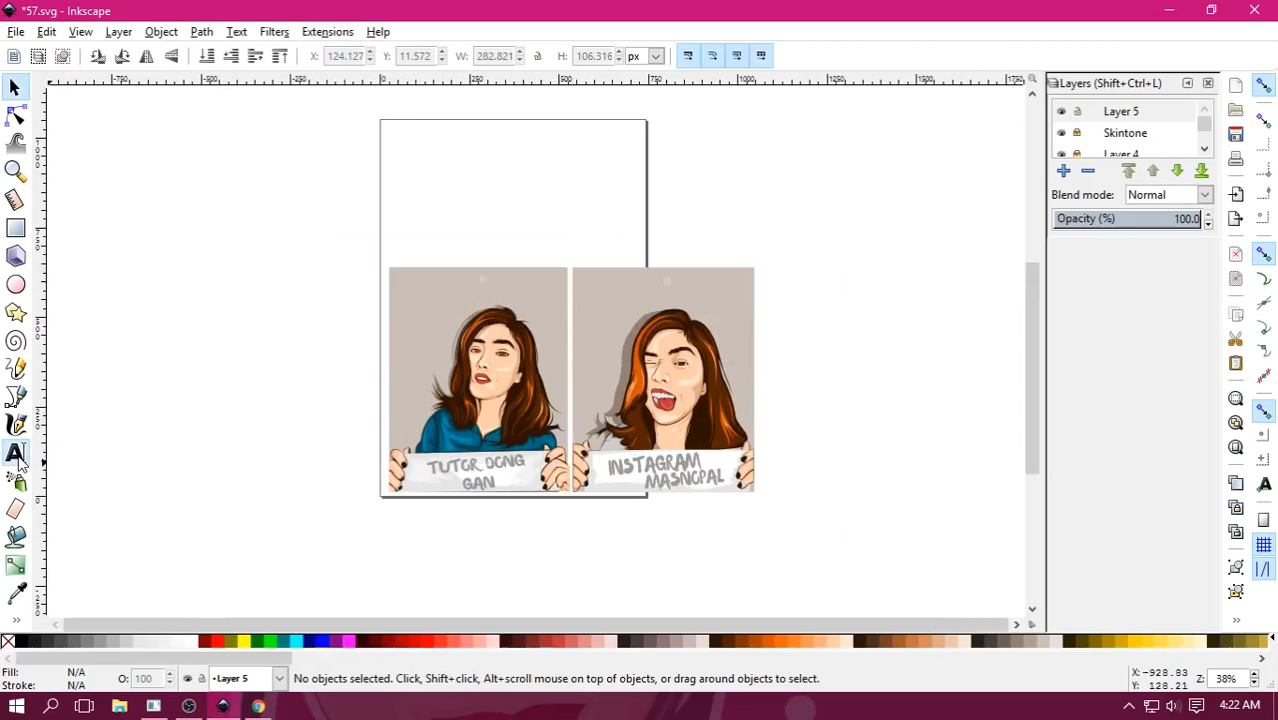 *57.svg - Inkscape
File Edit View Layer Object Path Text Filters Extensions Help
X: 124.127 Y: 11.572 W: 282.821 H: 106.316 px
Layers (Shift+Ctrl+L)
Layer 5
Skintone
Layer 4
Blend mode: Normal
Opacity (%) 100.0
TUTOR DONG
GAN
INSTAGRAM
MASNOPAL
Fill: N/A O: 100 Layer 5 No objects selected. Click, Shift+click, Alt+scroll mouse on top of objects, or drag around objects to select. X: -928.83 Z: 38%
Stroke: N/A Y: 128.21
4:22 AM